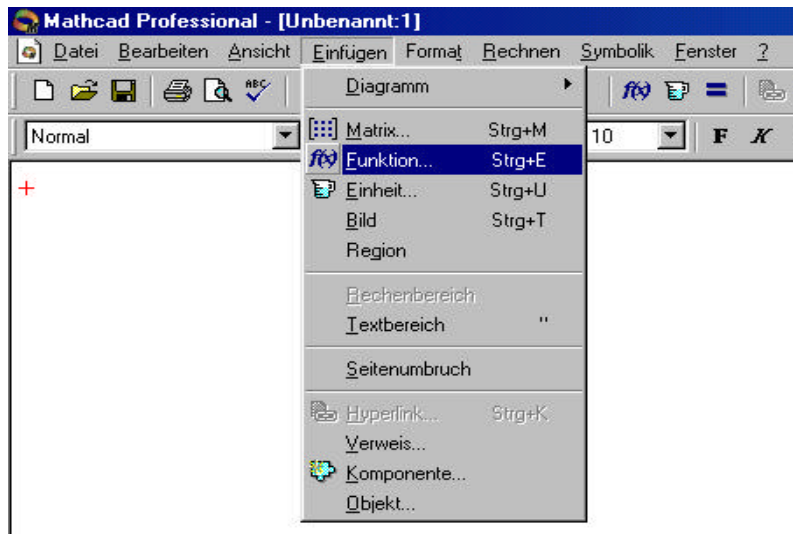 Mathcad Professional - [Unbenannt:1]
Datei Bearbeiten Ansicht Einfügen Format Rechnen Symbolik Fenster ?
ABC f(x) =
Normal 10 F K
Diagramm
Matrix... Strg+M
f(x) Funktion... Strg+E
Einheit... Strg+U
Bild Strg+T
Region
Rechenbereich
Textbereich "
Seitenumbruch
Hyperlink... Strg+K
Verweis...
Komponente...
Objekt...